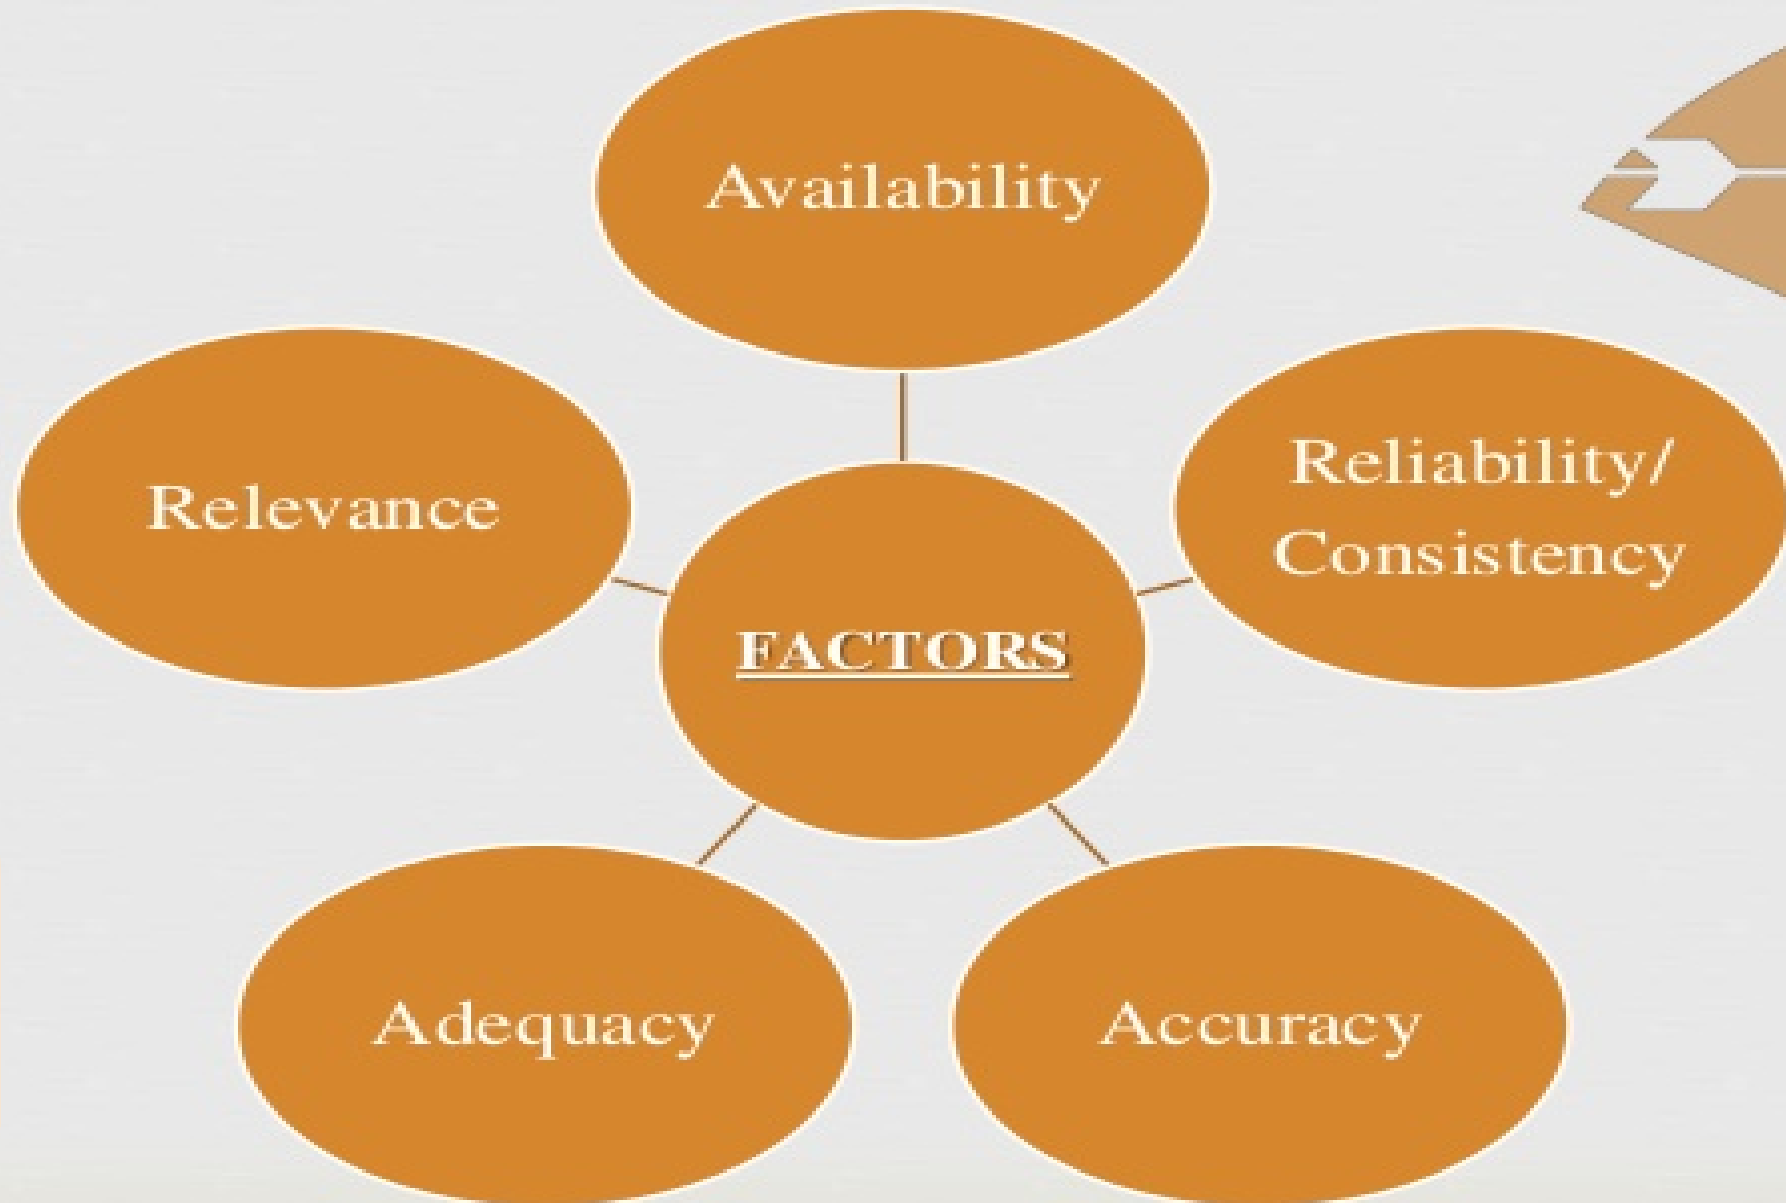 Availability
Reliability/
Consistency
Relevance
FACTORS
Adequacy
Accuracy